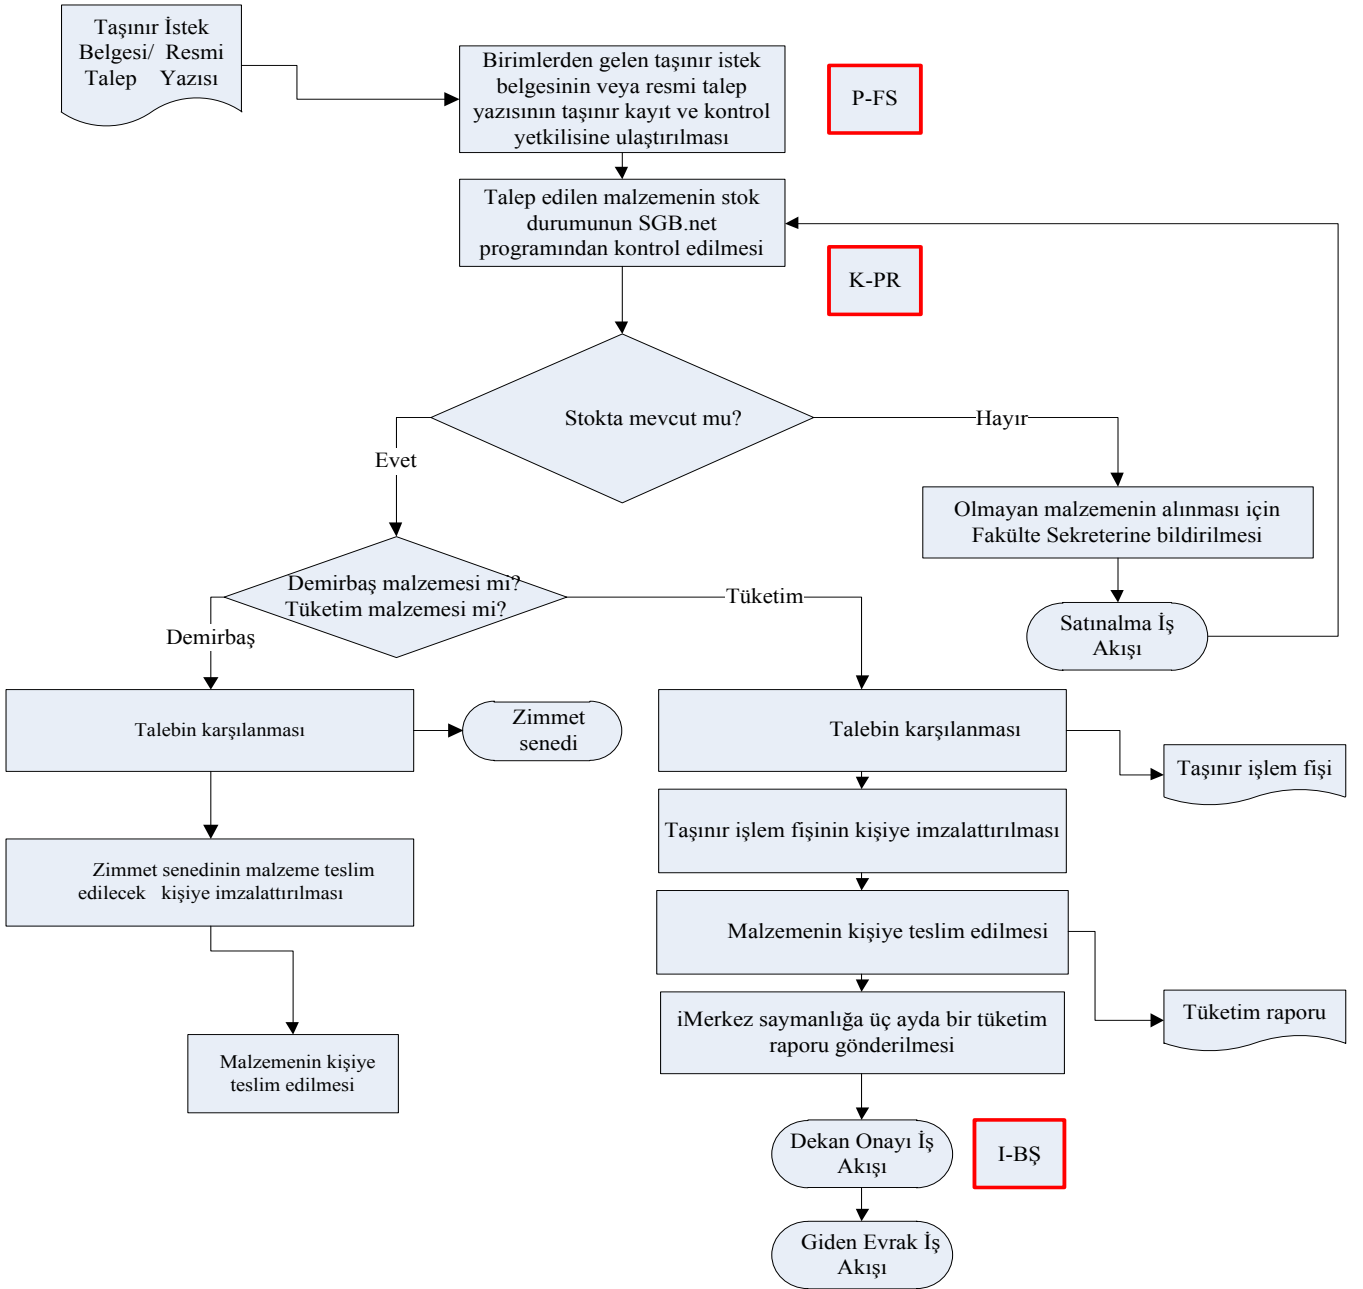 Taşınır İstek
Belgesi/ Resmi
Talep Yazısı
Birimlerden gelen taşınır istek
belgesinin veya resmi talep
yazısının taşınır kayıt ve kontrol
yetkilisine ulaştırılması
P-FS
Talep edilen malzemenin stok
durumunun SGB.net
programından kontrol edilmesi
K-PR
Stokta mevcut mu?
Hayır
Evet
Olmayan malzemenin alınması için
Fakülte Sekreterine bildirilmesi
Demirbaş malzemesi mi?
Tüketim malzemesi mi?
Tüketim
Demirbaş
Satınalma İş
Akışı
Talebin karşılanması
Zimmet
senedi
Talebin karşılanması
Taşınır işlem fişi
Taşınır işlem fişinin kişiye imzalattırılması
Zimmet senedinin malzeme teslim
edilecek kişiye imzalattırılması
Malzemenin kişiye teslim edilmesi
iMerkez saymanlığa üç ayda bir tüketim
raporu gönderilmesi
Tüketim raporu
Malzemenin kişiye
teslim edilmesi
Dekan Onayı İş
Akışı
I-BŞ
Giden Evrak İş
Akışı